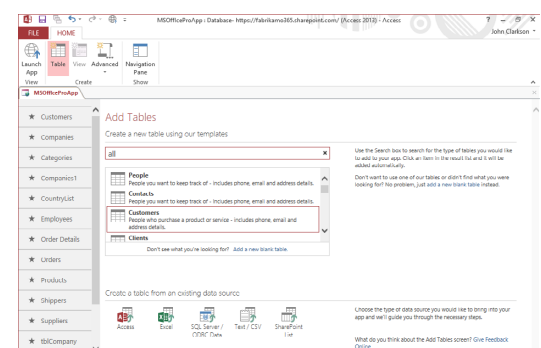 MSOfficeProApp : Database- https://fabrikamo365.sharepoint.com/ (Access 2013) - Access
FILE HOME John Clarkson
Launch App Table View Advanced Navigation Pane
View Create Show
MSOfficeProApp
Customers
Companies
Categories
Companics1
CountryList
Employees
Order Details
Orders
Products
Shippers
Suppliers
tblCompany
Add Tables
Create a new table using our templates
all
People
People you want to keep track of - includes phone, email and address details.
Contacts
People you want to keep track of - includes phone, email and address details.
Customers
People who purchase a product or service - includes phone, email and
address details.
Clients
Don't see what you're looking for? Add a new blank table.
Use the Search box to search for the type of tables you would like
to add to your app. Click an item in the result list and it will be
added automatically.
Don't want to use one of our tables or didn't find what you were
looking for? No problem, just add a new blank table instead.
Create a table from an existing data source
Access
Excel
SQL Server /
ODBC Data
Text / CSV
SharePoint
List
Choose the type of data source you would like to bring into your
app and we'll guide you through the necessary steps.
What do you think about the Add Tables screen? Give Feedback
Online